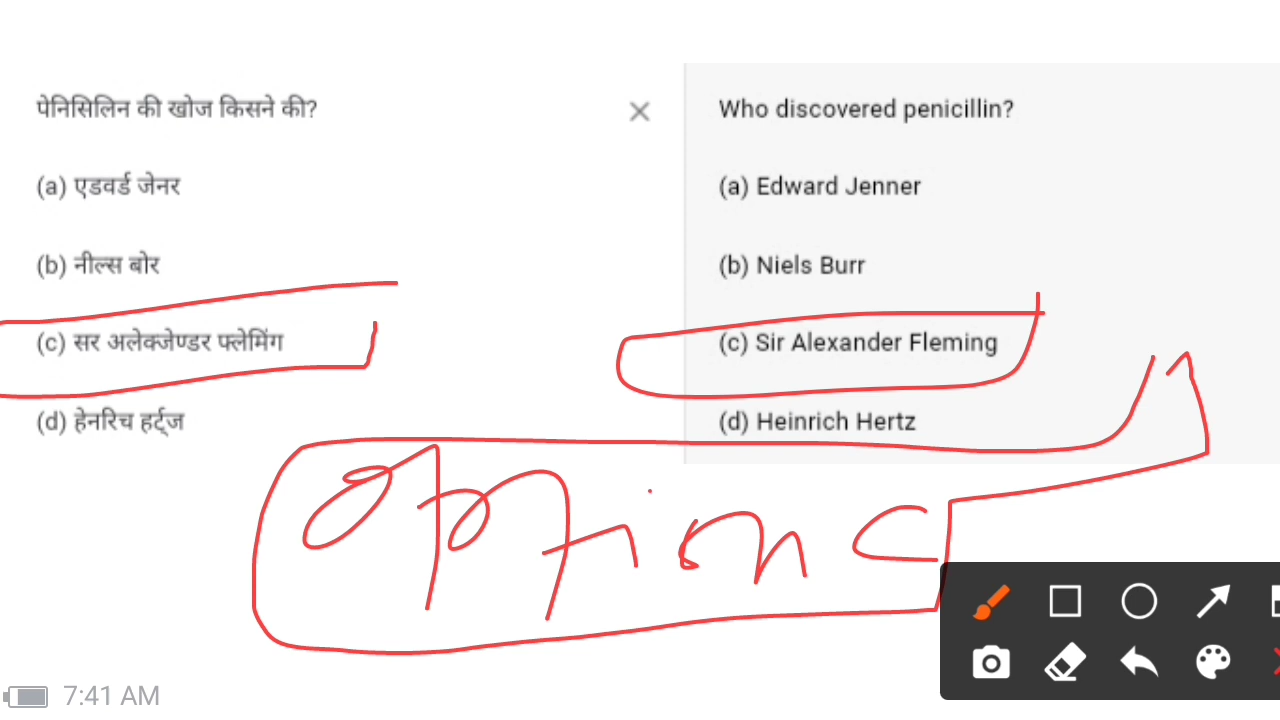 पेनिसिलिन की खोज किसने की?
(a) एडवर्ड जेनर
(b) नील्स बोर
(c) सर अलेक्जेण्डर फ्लेमिंग
(d) हेनरिच हर्ट्ज
Who discovered penicillin?
(a) Edward Jenner
(b) Niels Burr
(c) Sir Alexander Fleming
(d) Heinrich Hertz
option C
7:41 AM